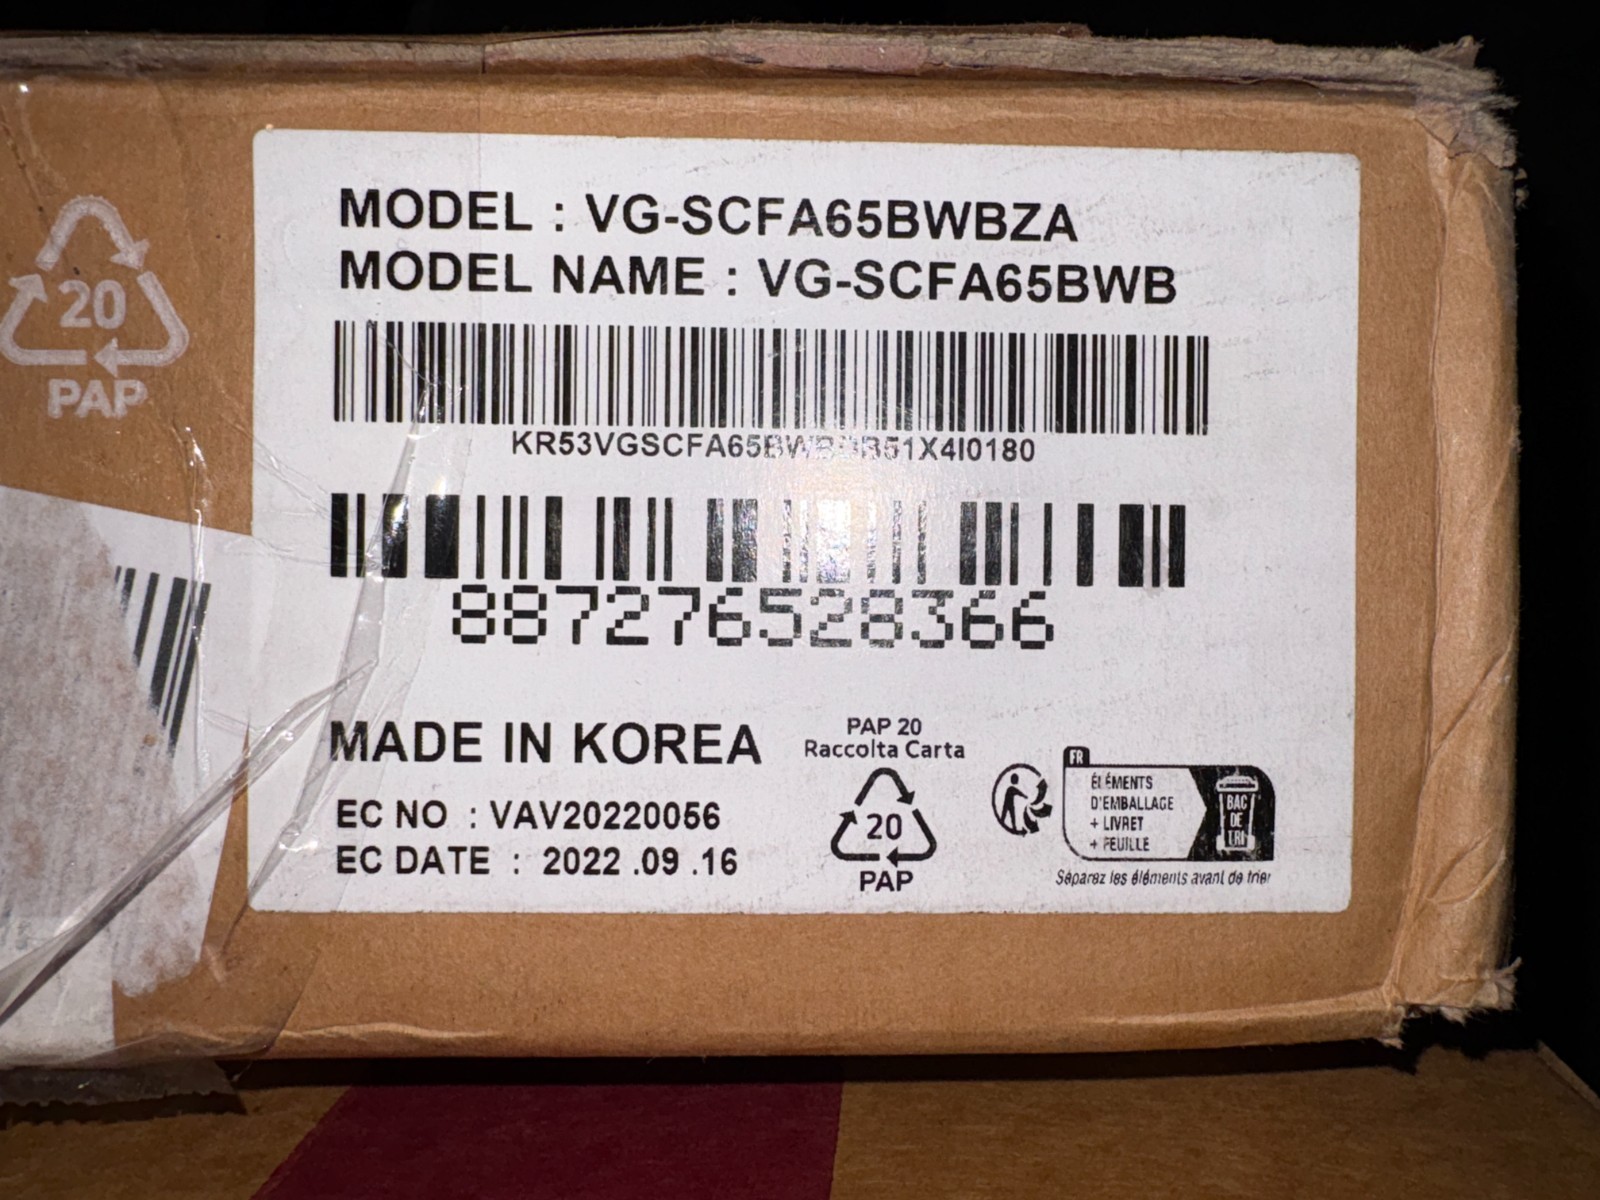 20
PAP
MODEL : VG-SCFA65BWBZA
MODEL NAME : VG-SCFA65BWB
887276528366
MADE IN KOREA
EC NO : VAV20220056
EC DATE : 2022 .09 .16
PAP 20
Raccolta Carta
20
PAP
FR
ÉLÉMENTS
D'EMBALLAGE
+ LIVRET
+ FEUILLE
BAC
DE
TRI
Séparez les éléments avant de trier